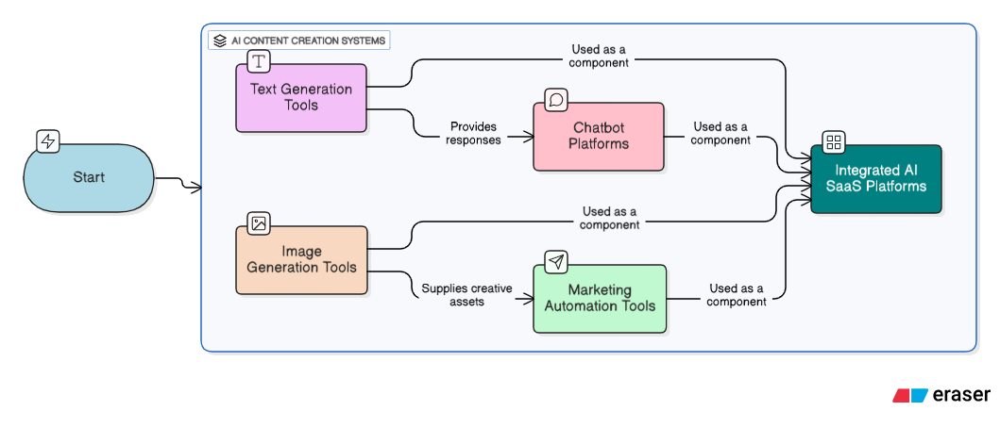 AI CONTENT CREATION SYSTEMS
Used as a
component
Text Generation
Tools
Provides
responses
Chatbot
Platforms
Used as a
component
Start
Integrated AI
SaaS Platforms
Used as a
component
Image
Generation Tools
Supplies creative
assets
Marketing
Automation Tools
Used as a
component
eraser